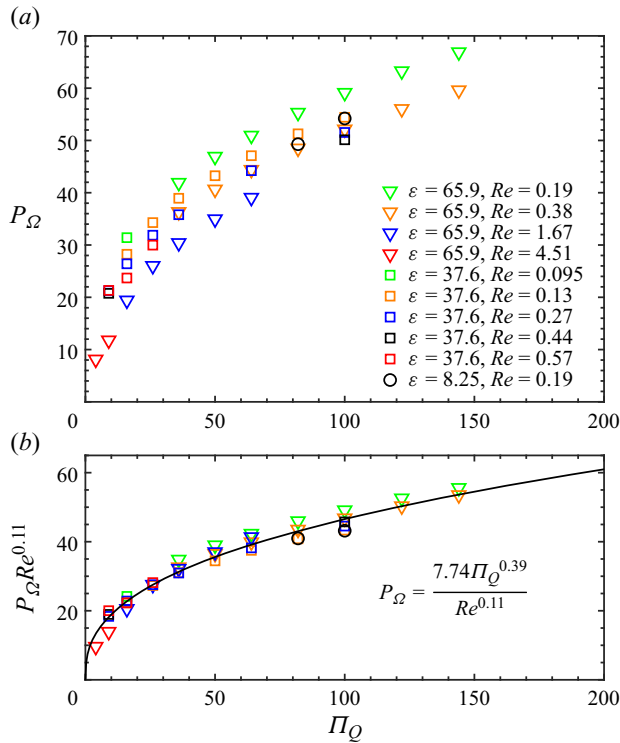 (a)
70
60
50
40
30
20
10
P_Ω
0 50 100 150 200
ε = 65.9, Re = 0.19
ε = 65.9, Re = 0.38
ε = 65.9, Re = 1.67
ε = 65.9, Re = 4.51
ε = 37.6, Re = 0.095
ε = 37.6, Re = 0.13
ε = 37.6, Re = 0.27
ε = 37.6, Re = 0.44
ε = 37.6, Re = 0.57
ε = 8.25, Re = 0.19
(b)
60
40
20
0
P_Ω Re^0.11
P_Ω = 7.74Π_Q^0.39 / Re^0.11
0 50 100 150 200
Π_Q